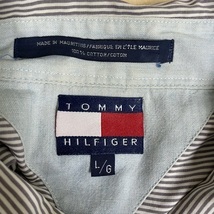 MADE IN MAURITIUS/FABRIQUE EN L'ILE MAURICE
100% COTTON/COTON
TOMMY
HILFIGER
L/G